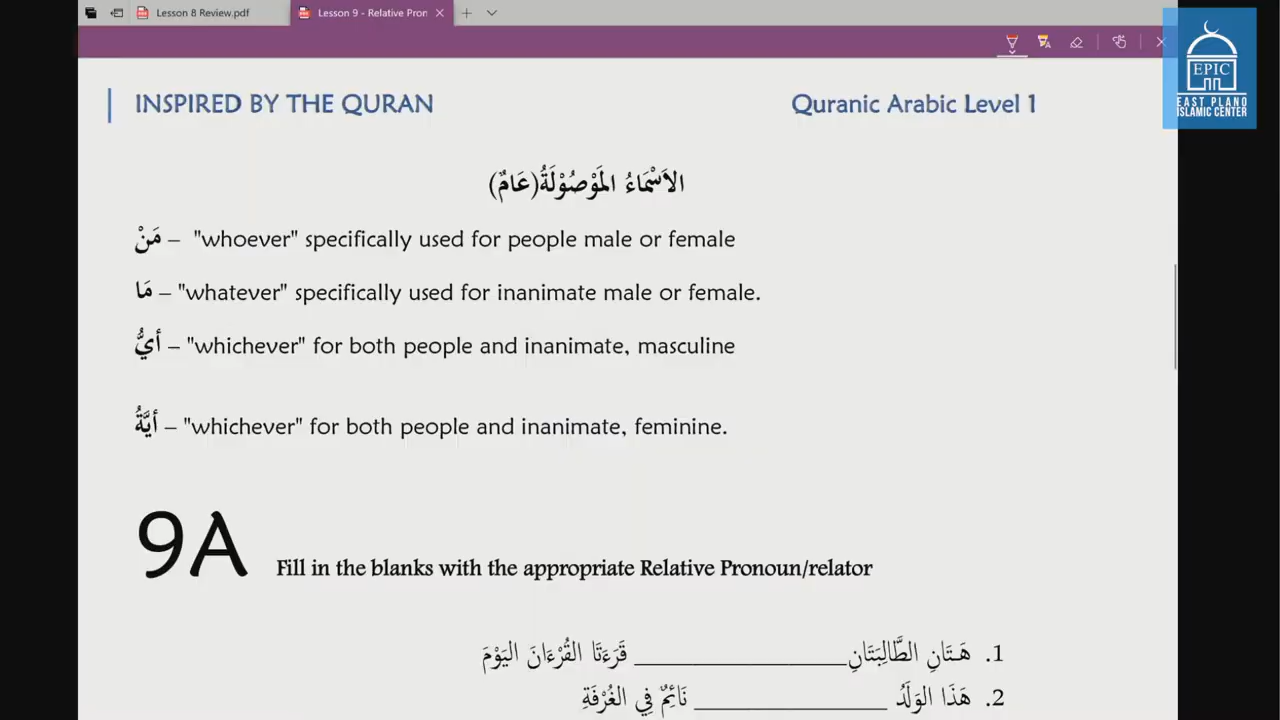 Lesson 8 Review.pdf
Lesson 9 - Relative Pron
EPIC
EAST PLANO
ISLAMIC CENTER
INSPIRED BY THE QURAN
Quranic Arabic Level 1
الاَسْمَاءُ المَوْصُوْلَةُ(عَامٌ)
مَنْ – "whoever" specifically used for people male or female
مَا – "whatever" specifically used for inanimate male or female.
أيُّ – "whichever" for both people and inanimate, masculine
أيَّةُ – "whichever" for both people and inanimate, feminine.
9A
Fill in the blanks with the appropriate Relative Pronoun/relator
1. هَـتَانِ الطَّالِبَتَانِ_________________ قَرَءَتَا القُرْءَانَ اليَوْمَ
2. هَذَا الوَلَدُ _______________ نَائِمٌ فِي الغُرْفَةِ